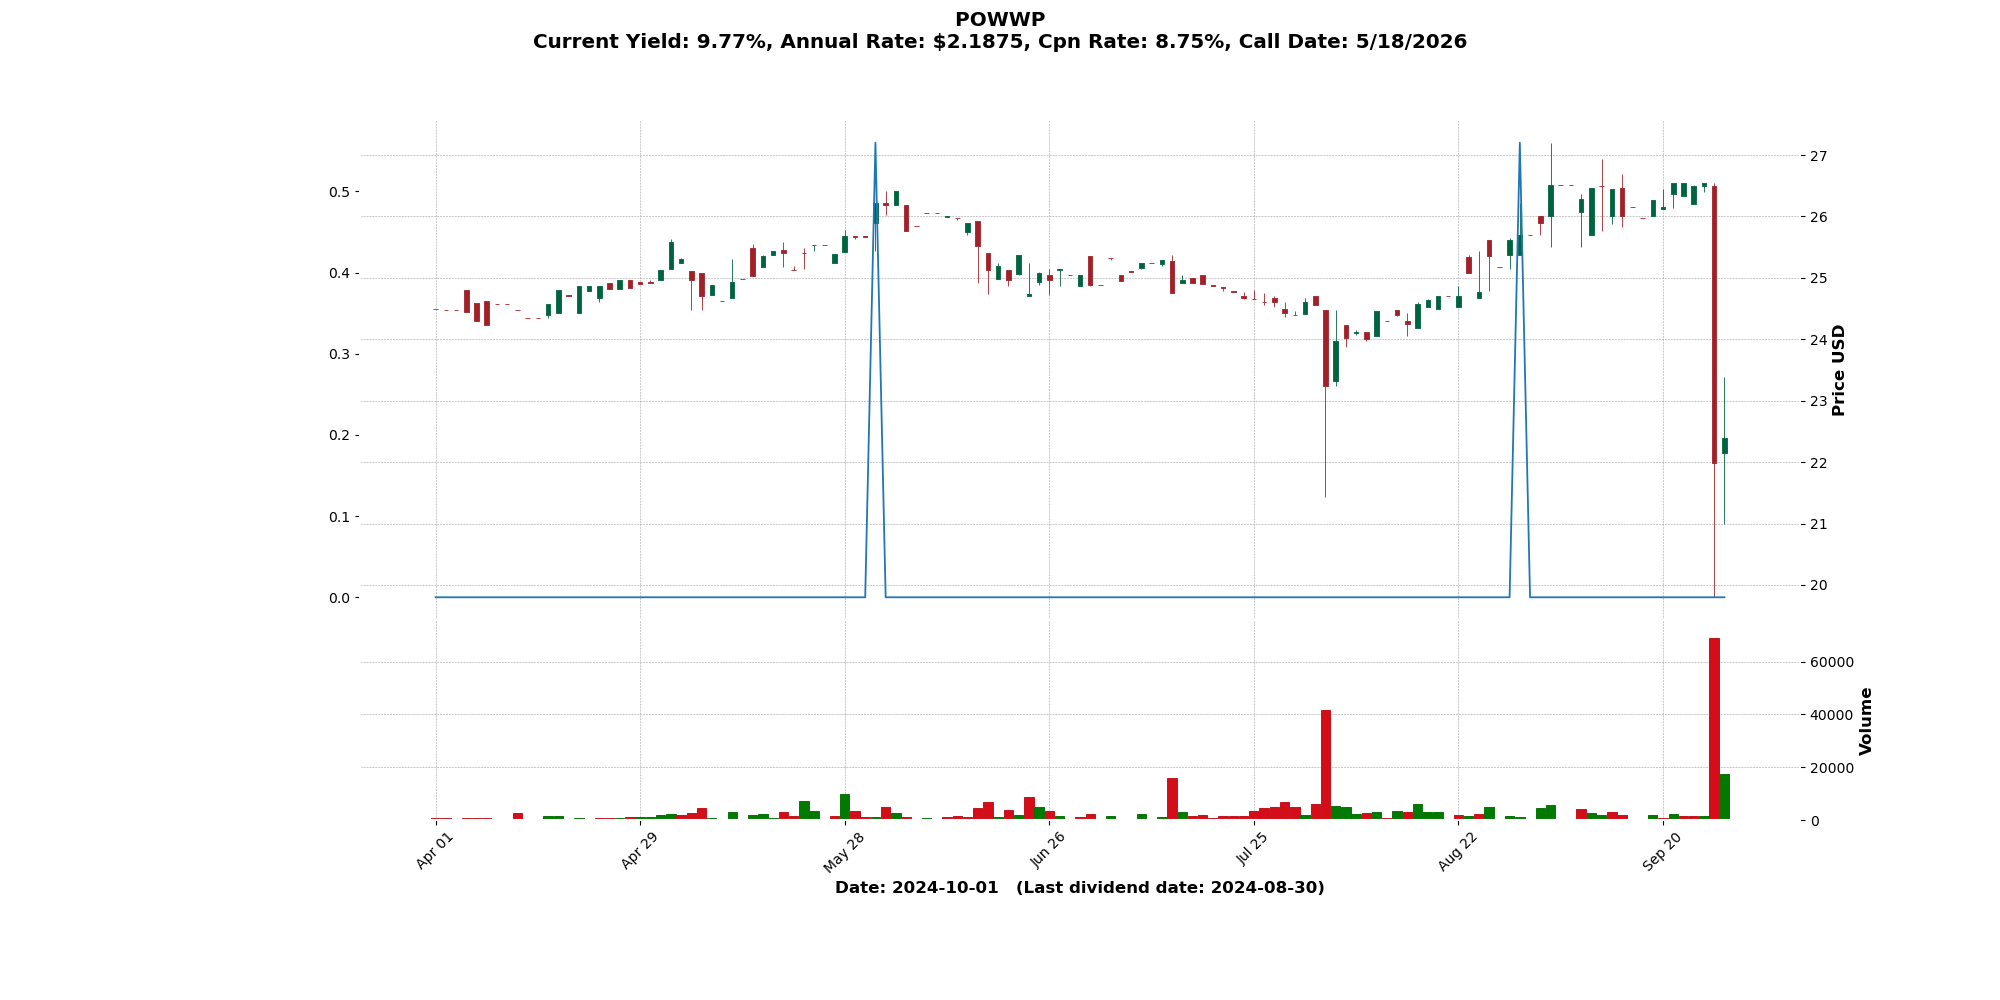 POWWP
Current Yield: 9.77%, Annual Rate: $2.1875, Cpn Rate: 8.75%, Call Date: 5/18/2026
0.5
0.4
0.3
0.2
0.1
0.0
27
26
25
24
23
22
21
20
Price USD
60000
40000
20000
0
Volume
Apr 01
Apr 29
May 28
Jun 26
Jul 25
Aug 22
Sep 20
Date: 2024-10-01 (Last dividend date: 2024-08-30)